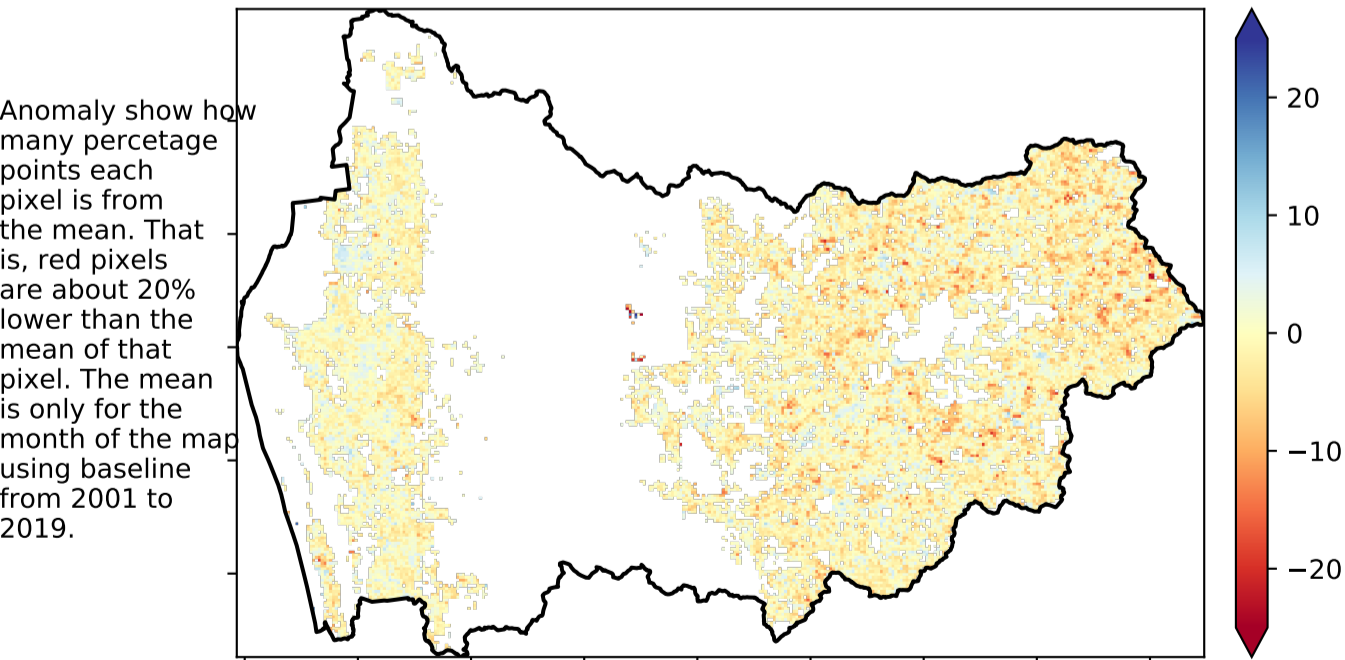 Anomaly show how
many percetage
points each
pixel is from
the mean. That
is, red pixels
are about 20%
lower than the
mean of that
pixel. The mean
is only for the
month of the map
using baseline
from 2001 to
2019.
20
10
0
−10
−20